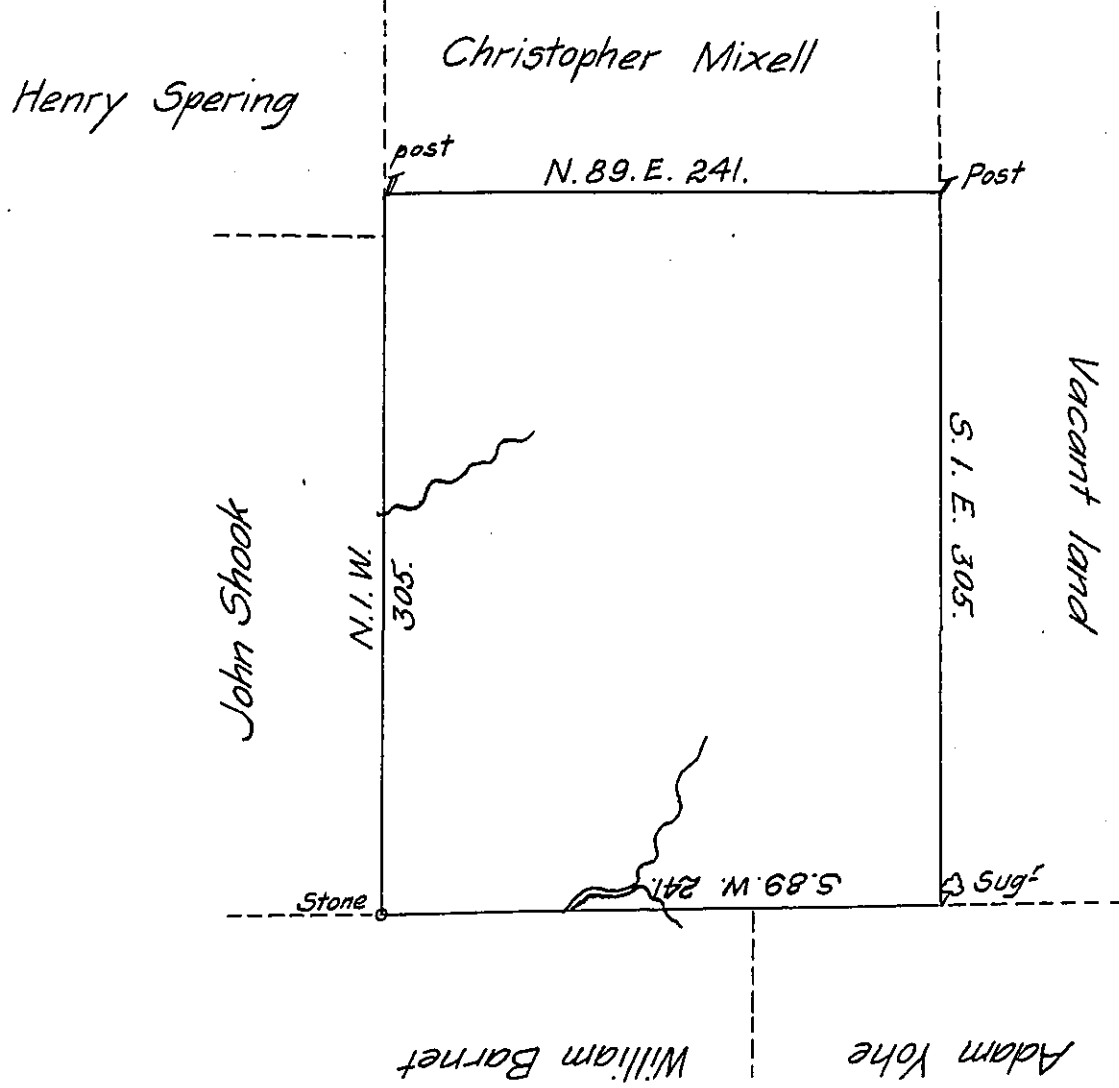 Christopher Mixell
Henry Spering
post
N. 89. E. 241.
Post
Vacant land
S. 1. E. 305.
John Shook
N. 1. W.
305.
Stone
S. 89. W. 241.
Sugr
William Barnet
Adam Yohe